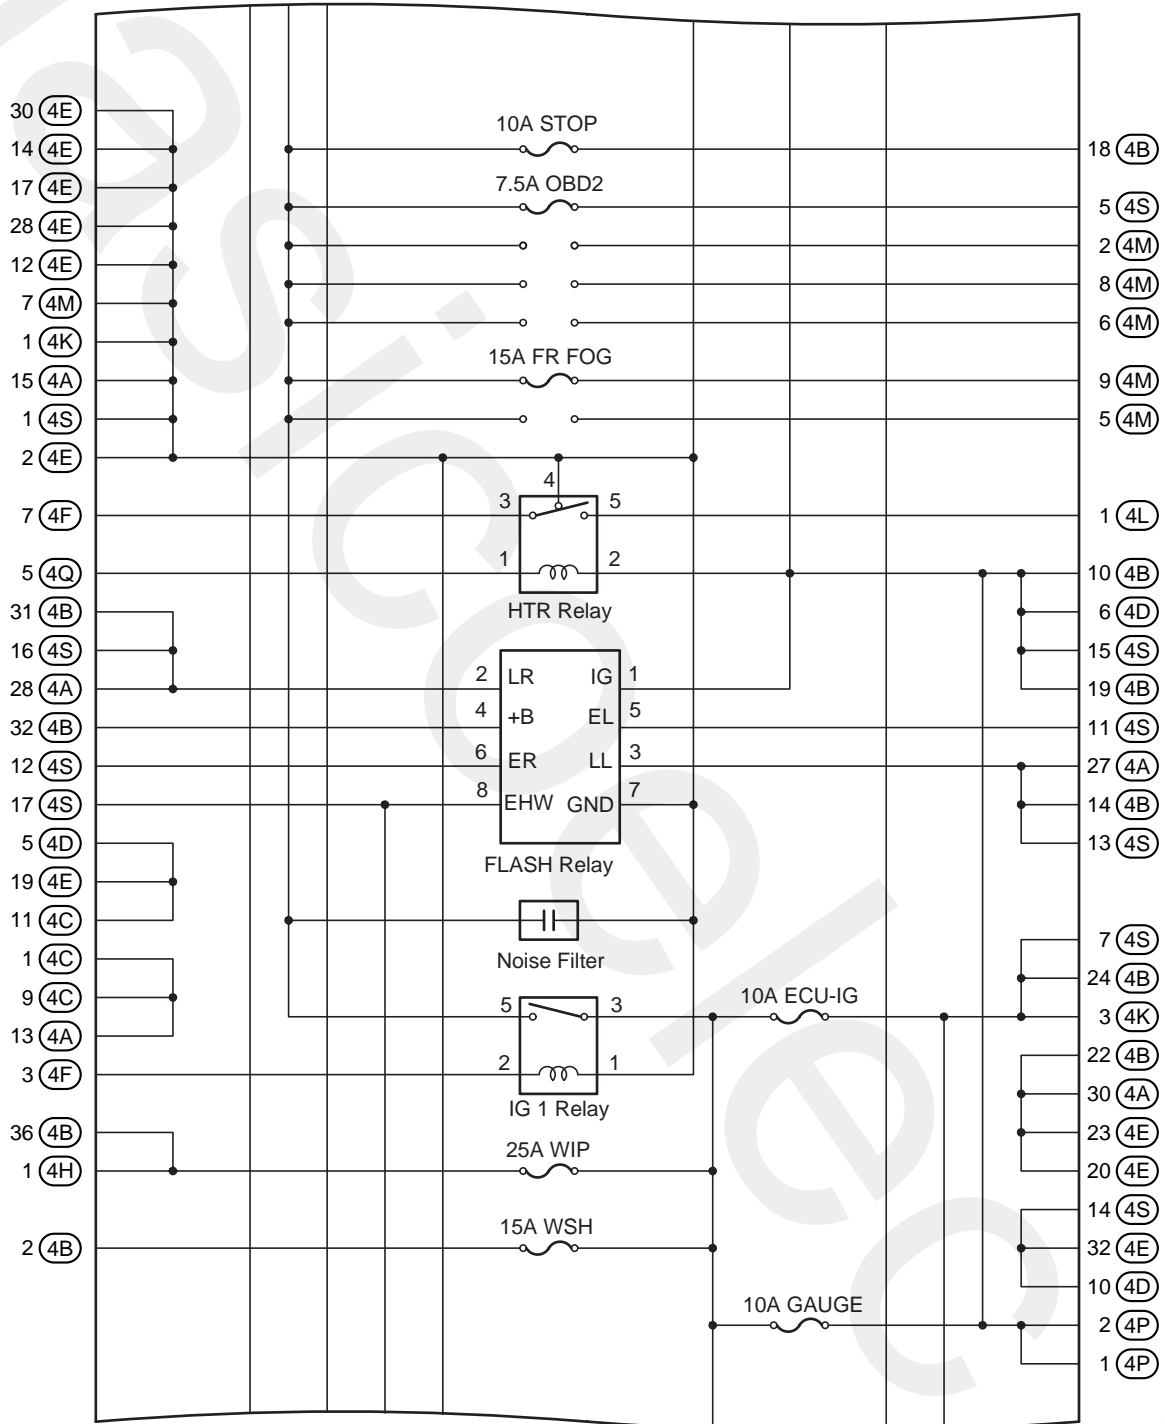 30 4E
14 4E
17 4E
28 4E
12 4E
7 4M
1 4K
15 4A
1 4S
2 4E
7 4F
5 4Q
31 4B
16 4S
28 4A
32 4B
12 4S
17 4S
5 4D
19 4E
11 4C
1 4C
9 4C
13 4A
3 4F
36 4B
1 4H
2 4B
10A STOP
7.5A OBD2
15A FR FOG
4
3 5
1 2
HTR Relay
2 LR IG 1
4 +B EL 5
6 ER LL 3
8 EHW GND 7
FLASH Relay
Noise Filter
5 3
2 1
IG 1 Relay
25A WIP
15A WSH
10A ECU-IG
10A GAUGE
18 4B
5 4S
2 4M
8 4M
6 4M
9 4M
5 4M
1 4L
10 4B
6 4D
15 4S
19 4B
11 4S
27 4A
14 4B
13 4S
7 4S
24 4B
3 4K
22 4B
30 4A
23 4E
20 4E
14 4S
32 4E
10 4D
2 4P
1 4P
asicoelec